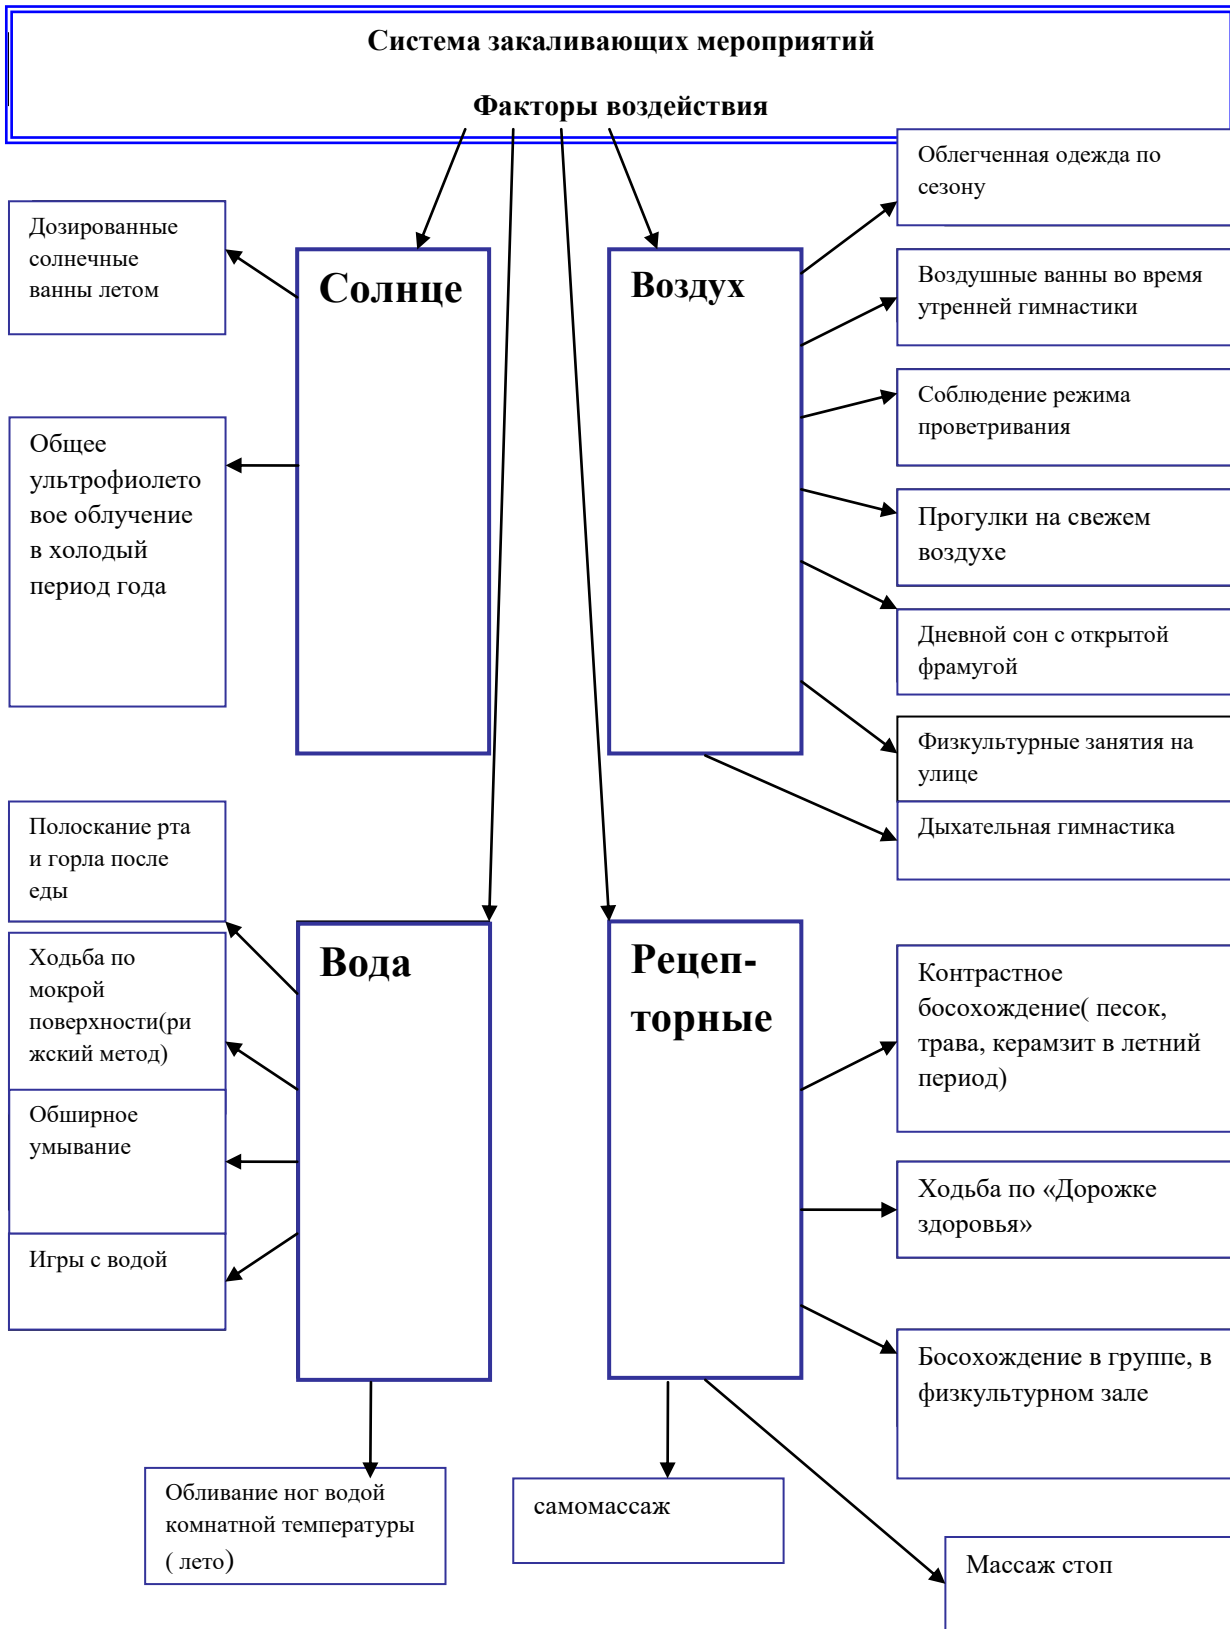 Система закаливающих мероприятий
Факторы воздействия
Облегченная одежда по
сезону
Дозированные
солнечные
ванны летом
Солнце
Воздух
Воздушные ванны во время
утренней гимнастики
Соблюдение режима
проветривания
Общее
ультрофиолето
вое облучение
в холодый
период года
Прогулки на свежем
воздухе
Дневной сон с открытой
фрамугой
Физкультурные занятия на
улице
Дыхательная гимнастика
Полоскание рта
и горла после
еды
Ходьба по
мокрой
поверхности(ри
жский метод)
Обширное
умывание
Игры с водой
Вода
Рецеп-
торные
Контрастное
босохождение( песок,
трава, керамзит в летний
период)
Ходьба по «Дорожке
здоровья»
Босохождение в группе, в
физкультурном зале
Обливание ног водой
комнатной температуры
( лето)
самомассаж
Массаж стоп